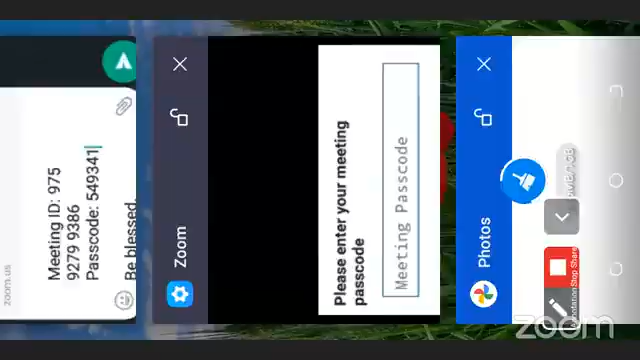 zoom.us
Meeting ID: 975
9279 9386
Passcode: 549341
Be blessed.
Zoom
Please enter your meeting
passcode
Meeting Passcode
Photos
Stop Share
zoom